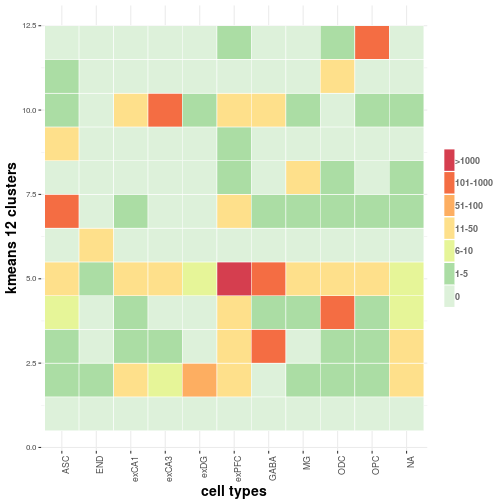 12.5
10.0
7.5
5.0
2.5
0.0
kmeans 12 clusters
ASC
END
exCA1
exCA3
exDG
exPFC
GABA
MG
ODC
OPC
NA
cell types
>1000
101-1000
51-100
11-50
6-10
1-5
0